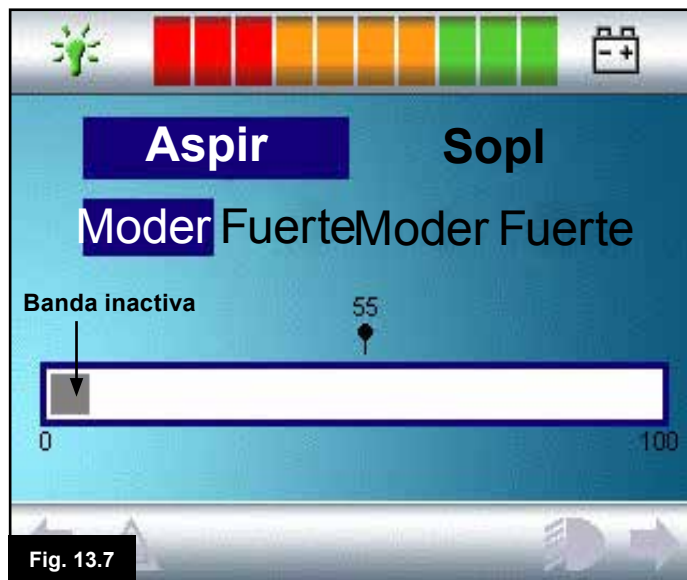 - +
Aspir Sopl
Moder Fuerte Moder Fuerte
Banda inactiva
55
0 100
Fig. 13.7